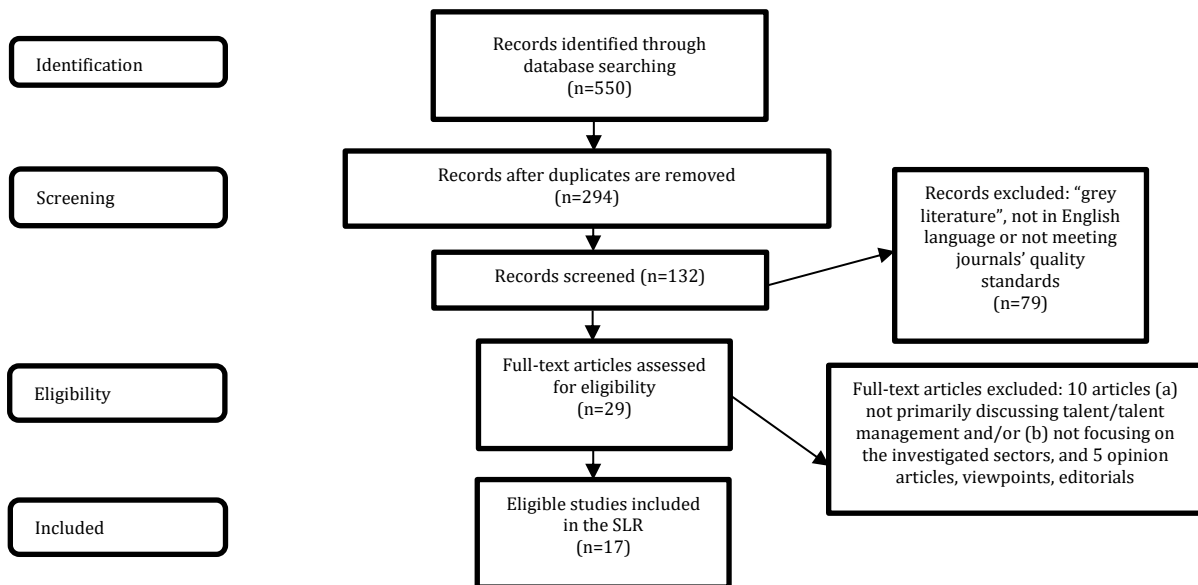 Identification
Records identified through
database searching
(n=550)
Screening
Records after duplicates are removed
(n=294)
Records excluded: “grey
literature”, not in English
language or not meeting
journals’ quality
standards
(n=79)
Records screened (n=132)
Eligibility
Full-text articles assessed
for eligibility
(n=29)
Full-text articles excluded: 10 articles (a)
not primarily discussing talent/talent
management and/or (b) not focusing on
the investigated sectors, and 5 opinion
articles, viewpoints, editorials
Included
Eligible studies included
in the SLR
(n=17)